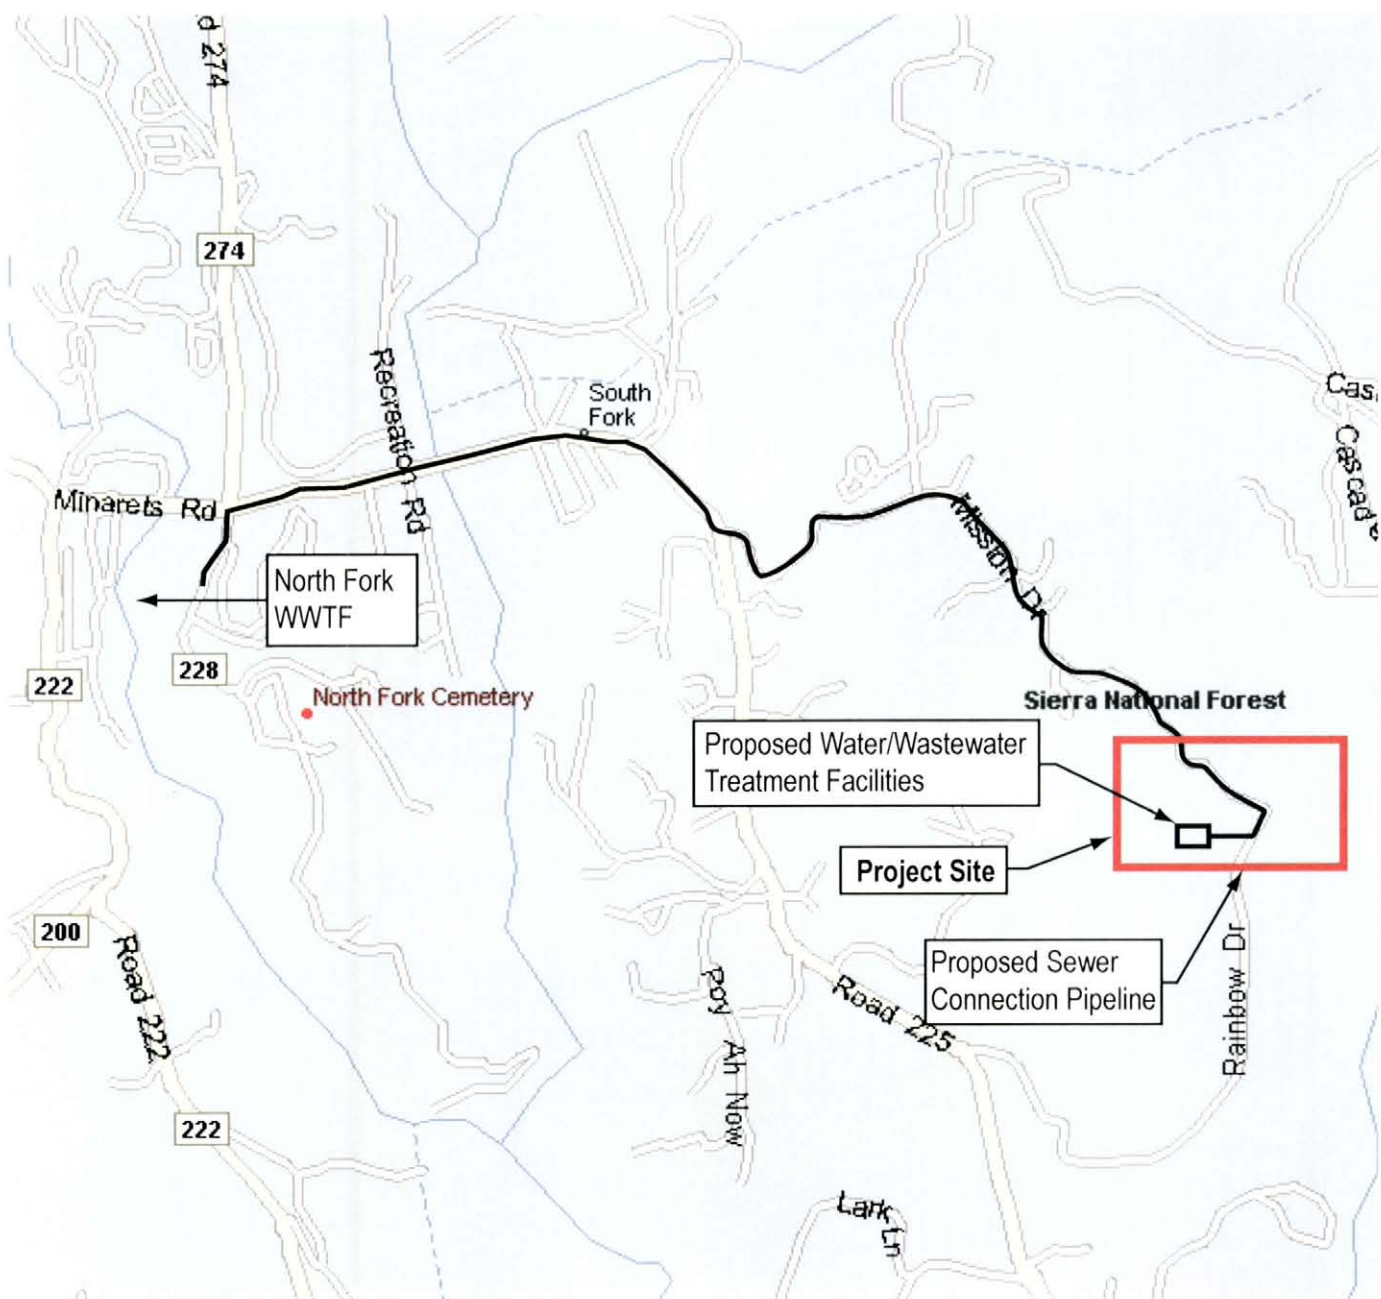 d 274
274
Recreation Rd
South
Fork
Cas
Cascade
Minarets Rd
Mission Dr
North Fork
WWTF
228
222
North Fork Cemetery
Sierra National Forest
Proposed Water/Wastewater
Treatment Facilities
Project Site
200
Road 222
Proposed Sewer
Connection Pipeline
Rainbow Dr
Road 225
Poy Ah Now
222
Lark Ln